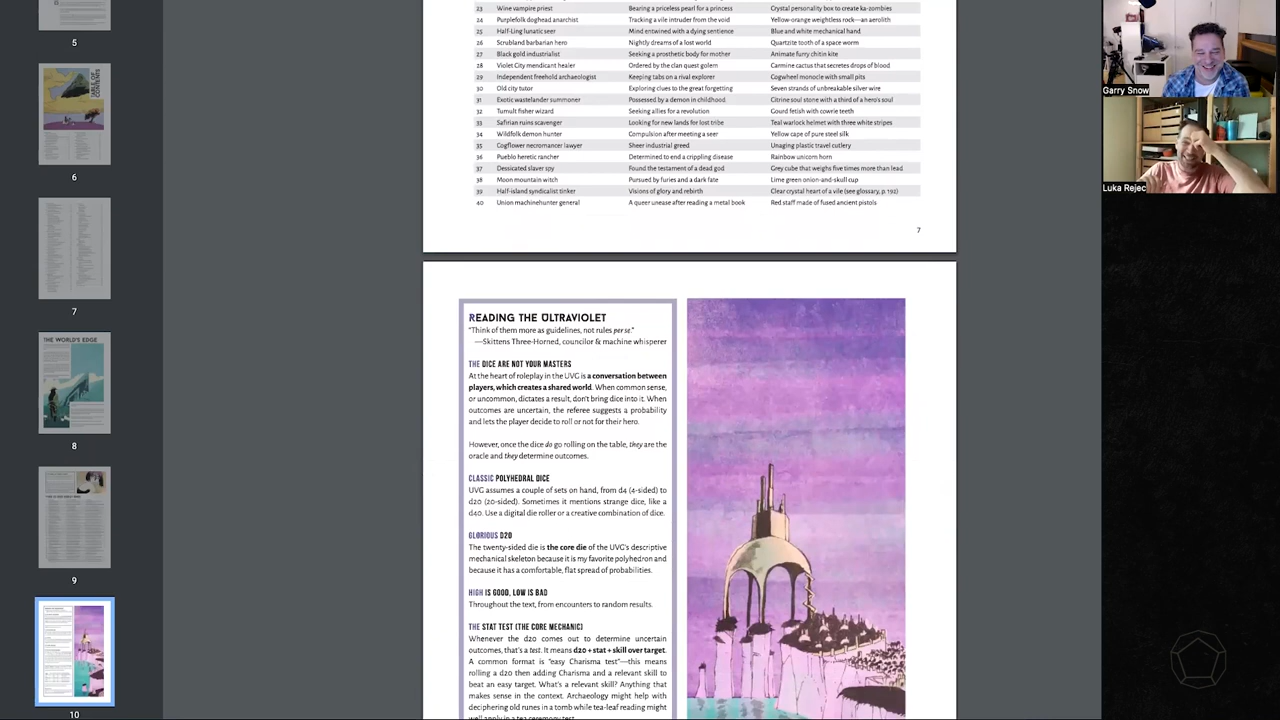 5
6
7
THE WORLD'S EDGE
8
9
10
23 Wine vampire priest Bearing a priceless pearl for a princess Crystal personality box to create ka-zombies
24 Purplefolk doghead anarchist Tracking a vile intruder from the void Yellow-orange weightless rock—an aerolith
25 Half-Ling lunatic seer Mind entwined with a dying sentience Blue and white mechanical hand
26 Scrubland barbarian hero Nightly dreams of a lost world Quartzite tooth of a space worm
27 Black gold industrialist Seeking a prosthetic body for mother Animate furry chitin kite
28 Violet City mendicant healer Ordered by the clan quest golem Carmine cactus that secretes drops of blood
29 Independent freehold archaeologist Keeping tabs on a rival explorer Cogwheel monocle with small pits
30 Old city tutor Exploring clues to the great forgetting Seven strands of unbreakable silver wire
31 Exotic wastelander summoner Possessed by a demon in childhood Citrine soul stone with a third of a hero's soul
32 Tumult fisher wizard Seeking allies for a revolution Gourd fetish with cowrie teeth
33 Safirian ruins scavenger Looking for new lands for lost tribe Teal warlock helmet with three white stripes
34 Wildfolk demon hunter Compulsion after meeting a seer Yellow cape of pure steel silk
35 Cogflower necromancer lawyer Sheer industrial greed Unaging plastic travel cutlery
36 Pueblo heretic rancher Determined to end a crippling disease Rainbow unicorn horn
37 Dessicated slaver spy Found the testament of a dead god Grey cube that weighs five times more than lead
38 Moon mountain witch Pursued by furies and a dark fate Lime green onion-and-skull cup
39 Half-island syndicalist tinker Visions of glory and rebirth Clear crystal heart of a vile (see glossary, p. 192)
40 Union machinehunter general A queer unease after reading a metal book Red staff made of fused ancient pistols
7
READING THE ULTRAVIOLET
"Think of them more as guidelines, not rules per se."
—Skittens Three-Horned, councilor & machine whisperer
THE DICE ARE NOT YOUR MASTERS
At the heart of roleplay in the UVG is a conversation between
players, which creates a shared world. When common sense,
or uncommon, dictates a result, don't bring dice into it. When
outcomes are uncertain, the referee suggests a probability
and lets the player decide to roll or not for their hero.
However, once the dice do go rolling on the table, they are the
oracle and they determine outcomes.
CLASSIC POLYHEDRAL DICE
UVG assumes a couple of sets on hand, from d4 (4-sided) to
d20 (20-sided). Sometimes it mentions strange dice, like a
d40. Use a digital die roller or a creative combination of dice.
GLORIOUS D20
The twenty-sided die is the core die of the UVG's descriptive
mechanical skeleton because it is my favorite polyhedron and
because it has a comfortable, flat spread of probabilities.
HIGH IS GOOD, LOW IS BAD
Throughout the text, from encounters to random results.
THE STAT TEST (THE CORE MECHANIC)
Whenever the d20 comes out to determine uncertain
outcomes, that's a test. It means d20 + stat + skill over target.
A common format is "easy Charisma test"—this means
rolling a d20 then adding Charisma and a relevant skill to
beat an easy target. What's a relevant skill? Anything that
makes sense in the context. Archaeology might help with
deciphering old runes in a tomb while tea-leaf reading might
well apply in a tea ceremony test.
Garry Snow
Luka Rejec